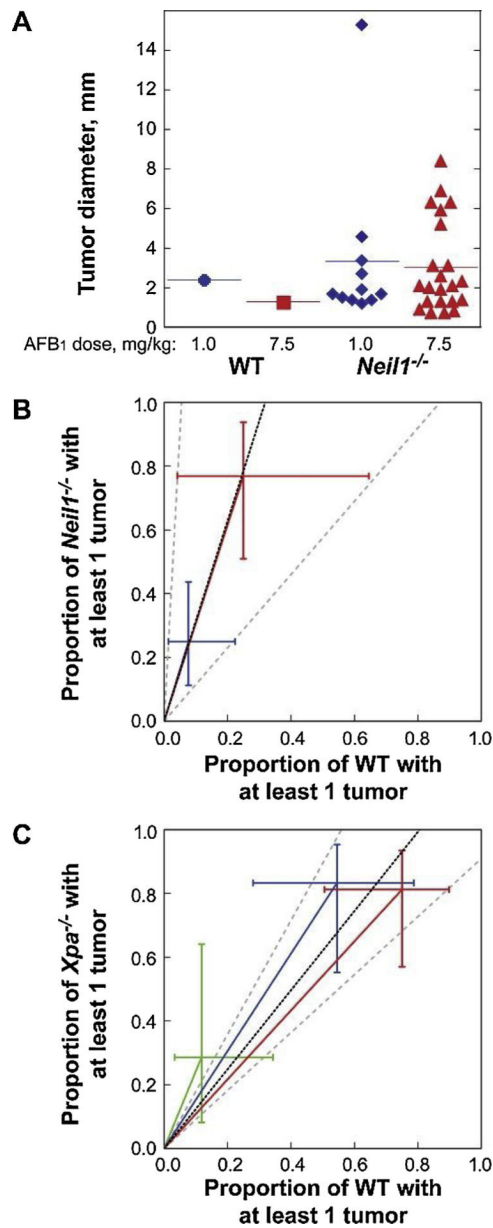 A
Tumor diameter, mm
14
12
10
8
6
4
2
0
AFB1 dose, mg/kg: 1.0 7.5 1.0 7.5
WT Neil1-/-
B
Proportion of Neil1-/- with
at least 1 tumor
1.0
0.8
0.6
0.4
0.2
0.0
0.0 0.2 0.4 0.6 0.8 1.0
Proportion of WT with
at least 1 tumor
C
Proportion of Xpa-/- with
at least 1 tumor
1.0
0.8
0.6
0.4
0.2
0.0
0.0 0.2 0.4 0.6 0.8 1.0
Proportion of WT with
at least 1 tumor